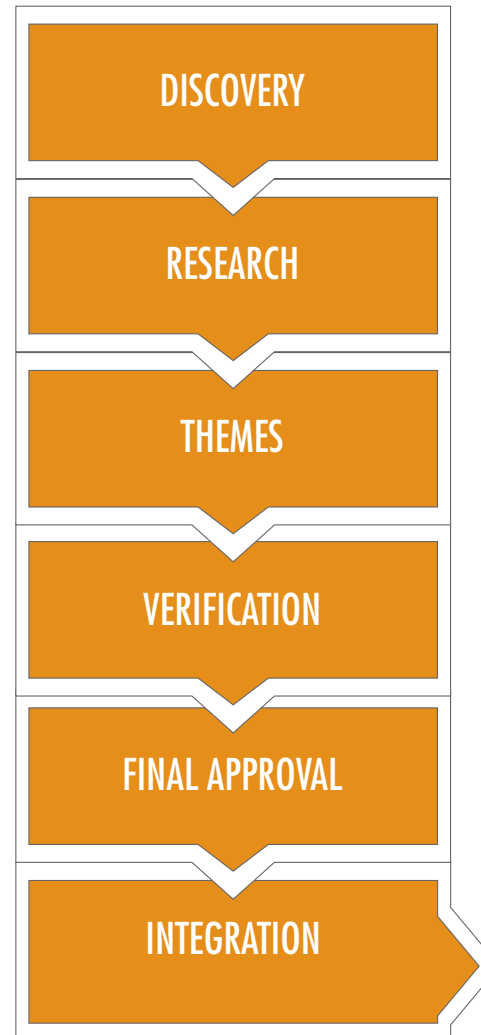 DISCOVERY
RESEARCH
THEMES
VERIFICATION
FINAL APPROVAL
INTEGRATION